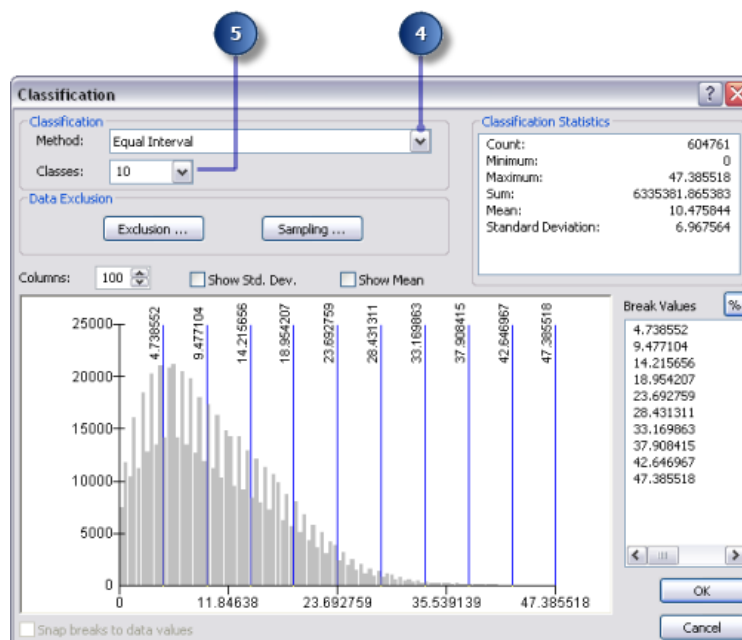 5
4
Classification
?
X
Classification
Method: Equal Interval
Classes: 10
Data Exclusion
Exclusion ...
Sampling ...
Classification Statistics
Count: 604761
Minimum: 0
Maximum: 47.385518
Sum: 6335381.865383
Mean: 10.475844
Standard Deviation: 6.967564
Columns: 100
Show Std. Dev.
Show Mean
Break Values
%
4.738552
9.477104
14.215656
18.954207
23.692759
28.431311
33.169863
37.908415
42.646967
47.385518
25000
20000
15000
10000
5000
0
4.738552
9.477104
14.215656
18.954207
23.692759
28.431311
33.169863
37.908415
42.646967
47.385518
0
11.84638
23.692759
35.539139
47.385518
Snap breaks to data values
OK
Cancel